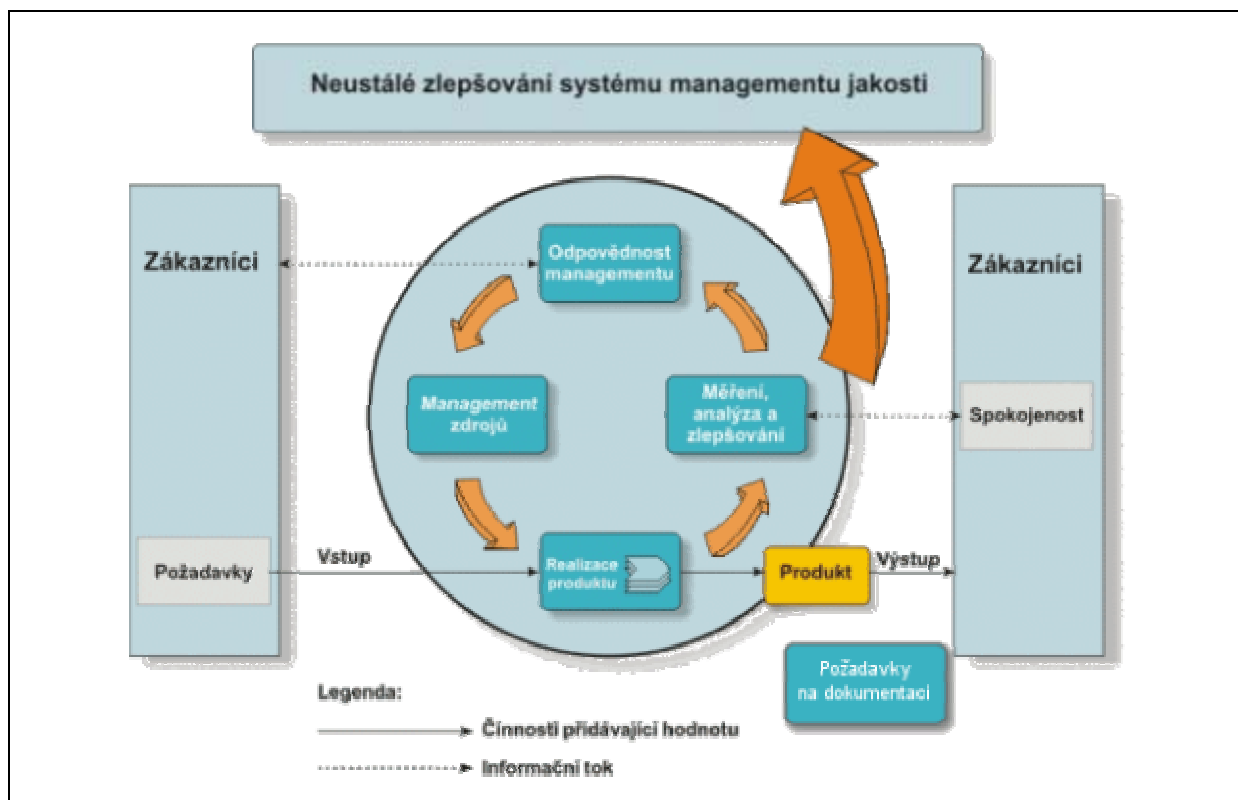 Neustálé zlepšování systému managementu jakosti
Zákazníci
Odpovědnost
managementu
Zákazníci
Management
zdrojů
Měření,
analýza a
zlepšování
Spokojenost
Požadavky
Vstup
Realizace
produktu
Produkt
Výstup
Požadavky
na dokumentaci
Legenda:
Činnosti přidávající hodnotu
Informační tok